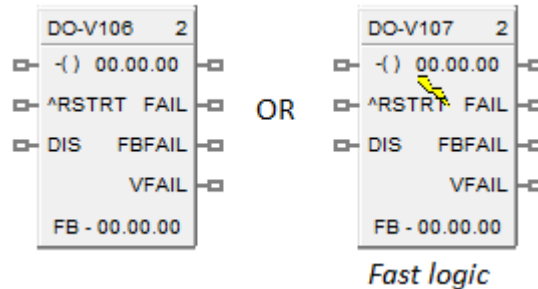 DO-V106 2
-( ) 00.00.00
^RSTRT FAIL
DIS FBFAIL
VFAIL
FB - 00.00.00
OR
DO-V107 2
-( ) 00.00.00
^RSTRT FAIL
DIS FBFAIL
VFAIL
FB - 00.00.00
Fast logic